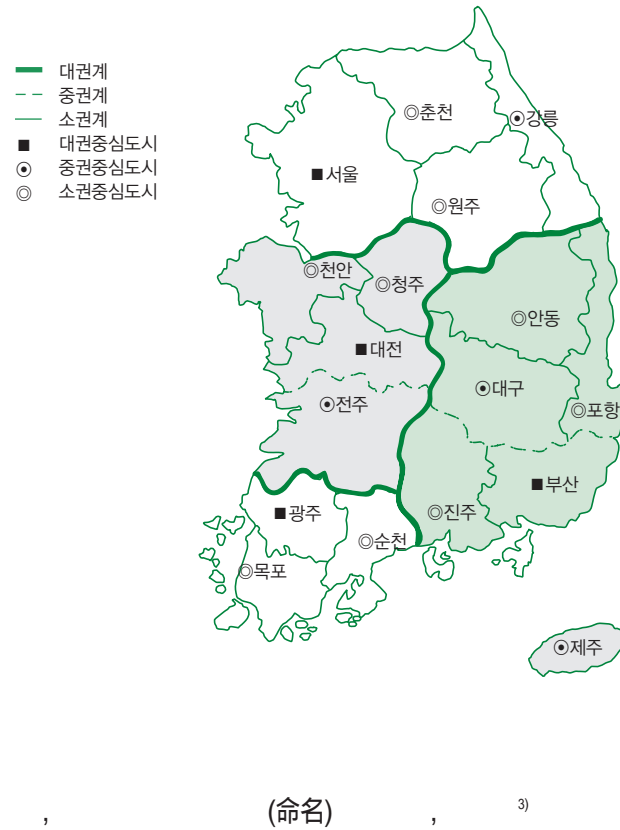 대권계
중권계
소권계
■ 대권중심도시
⦿ 중권중심도시
◎ 소권중심도시
◎춘천
⦿강릉
■서울
◎원주
◎천안
◎청주
◎안동
■대전
⦿대구
⦿전주
◎포항
■부산
■광주
◎진주
◎순천
◎목포
⦿제주
, (命名) , 3)